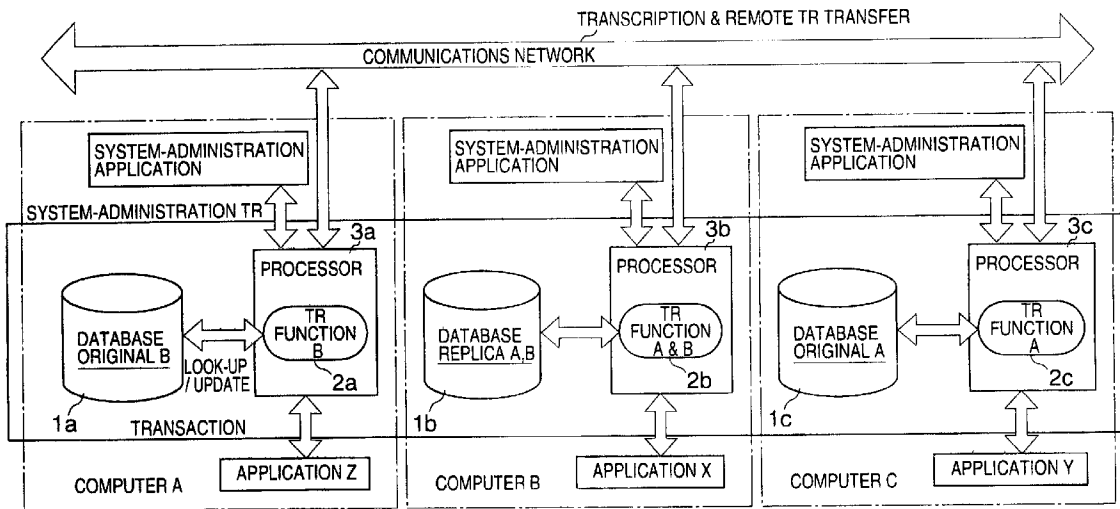 TRANSCRIPTION & REMOTE TR TRANSFER
COMMUNICATIONS NETWORK
SYSTEM-ADMINISTRATION
APPLICATION
SYSTEM-ADMINISTRATION
APPLICATION
SYSTEM-ADMINISTRATION
APPLICATION
SYSTEM-ADMINISTRATION TR
3a
PROCESSOR
DATABASE
ORIGINAL B
TR
FUNCTION
B
LOOK-UP
/ UPDATE
2a
1a
3b
PROCESSOR
DATABASE
REPLICA A,B
TR
FUNCTION
A & B
2b
1b
3c
PROCESSOR
DATABASE
ORIGINAL A
TR
FUNCTION
A
2c
1c
TRANSACTION
COMPUTER A
APPLICATION Z
COMPUTER B
APPLICATION X
COMPUTER C
APPLICATION Y